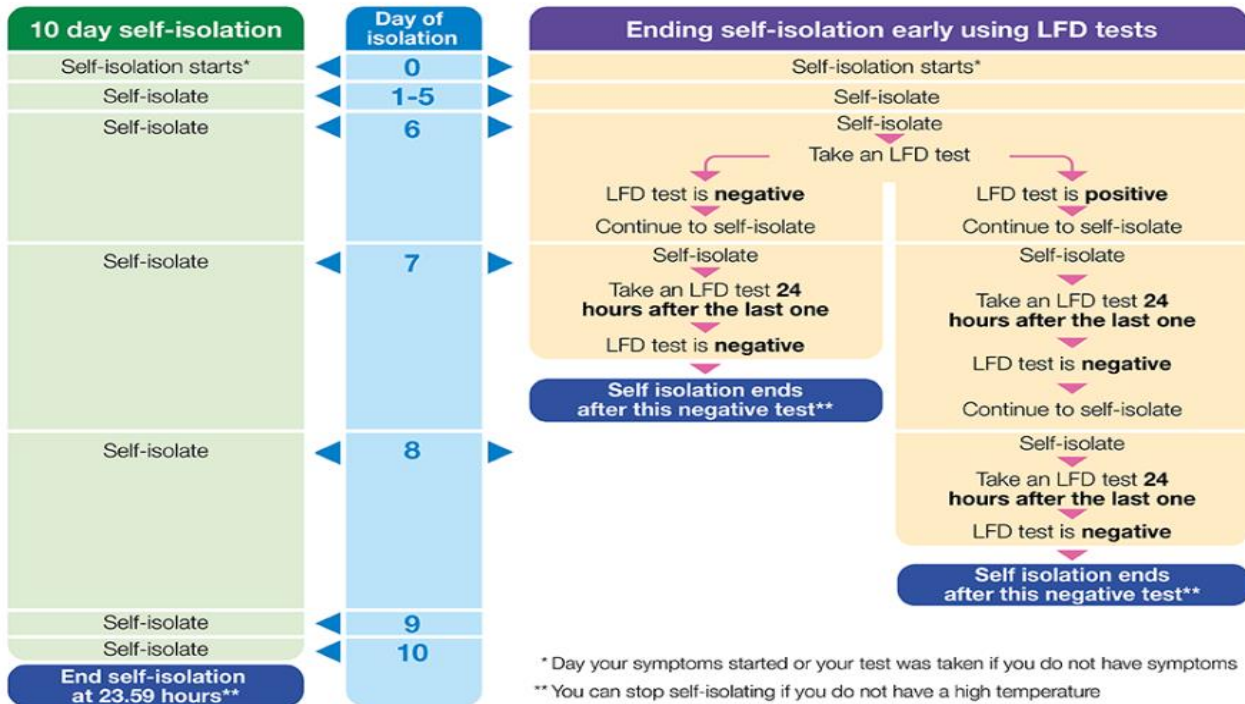 10 day self-isolation
Day of
isolation
Ending self-isolation early using LFD tests
Self-isolation starts*
0
Self-isolation starts*
Self-isolate
1-5
Self-isolate
Self-isolate
6
Self-isolate
Take an LFD test
LFD test is negative
Continue to self-isolate
LFD test is positive
Continue to self-isolate
Self-isolate
7
Self-isolate
Take an LFD test 24
hours after the last one
LFD test is negative
Self isolation ends
after this negative test**
Self-isolate
Take an LFD test 24
hours after the last one
LFD test is negative
Continue to self-isolate
Self-isolate
8
Self-isolate
Take an LFD test 24
hours after the last one
LFD test is negative
Self isolation ends
after this negative test**
Self-isolate
9
Self-isolate
10
End self-isolation
at 23.59 hours**
* Day your symptoms started or your test was taken if you do not have symptoms
** You can stop self-isolating if you do not have a high temperature